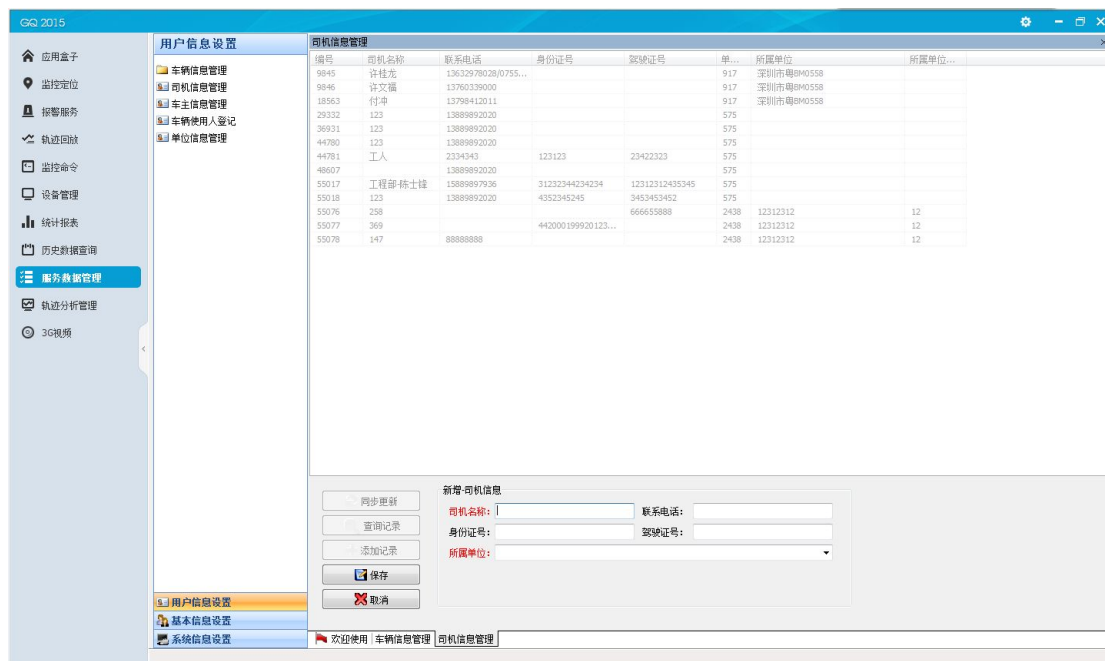 GQ 2015
应用盒子
监控定位
报警服务
轨迹回放
监控命令
设备管理
统计报表
历史数据查询
服务数据管理
轨迹分析管理
3G视频
用户信息设置
车辆信息管理
司机信息管理
车主信息管理
车辆使用人登记
单位信息管理
用户信息设置
基本信息设置
系统信息设置
司机信息管理
编号 司机名称 联系电话 身份证号 驾驶证号 单... 所属单位 所属单位...
9845 许桂龙 13632978028/0755... 917 深圳市粤BM0558
9846 许文福 13760339000 917 深圳市粤BM0558
18563 付冲 13798412011 917 深圳市粤BM0558
29332 123 13889892020 575
36931 123 13889892020 575
44780 123 13889892020 575
44781 工人 2334343 123123 23422323 575
48607 13889892020 575
55017 工程部-陈士锋 15889897936 31232344234234 12312312435345 575
55018 123 13889892020 4352345245 3453453452 575
55076 258 666655888 2438 12312312 12
55077 369 442000199920123... 2438 12312312 12
55078 147 88888888 2438 12312312 12
同步更新
查询记录
添加记录
保存
取消
新增-司机信息
司机名称: 联系电话:
身份证号: 驾驶证号:
所属单位:
欢迎使用 车辆信息管理 司机信息管理